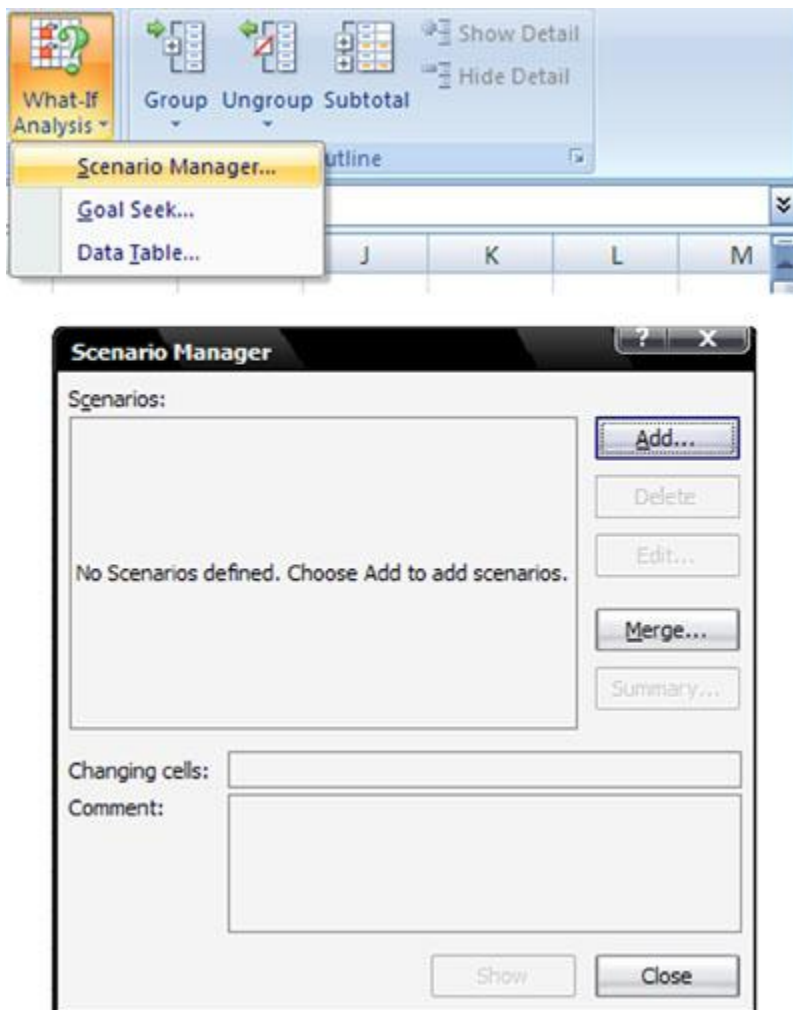 Show Detail
Hide Detail
What-If Analysis
Group Ungroup Subtotal
utline
Scenario Manager...
Goal Seek...
Data Table...
J K L M
Scenario Manager
? X
Scenarios:
Add...
Delete
No Scenarios defined. Choose Add to add scenarios.
Edit...
Merge...
Summary...
Changing cells:
Comment:
Show Close